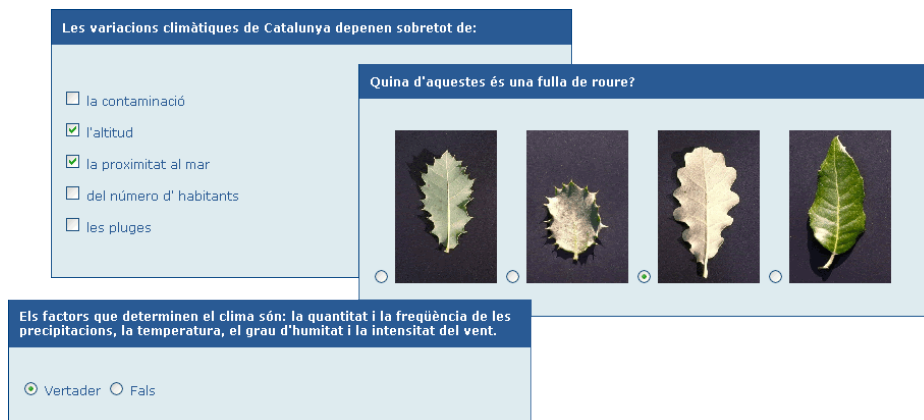 Les variacions climàtiques de Catalunya depenen sobretot de:
la contaminació
l'altitud
la proximitat al mar
del número d' habitants
les pluges
Quina d'aquestes és una fulla de roure?
Els factors que determinen el clima són: la quantitat i la freqüència de les
precipitacions, la temperatura, el grau d'humitat i la intensitat del vent.
Vertader Fals